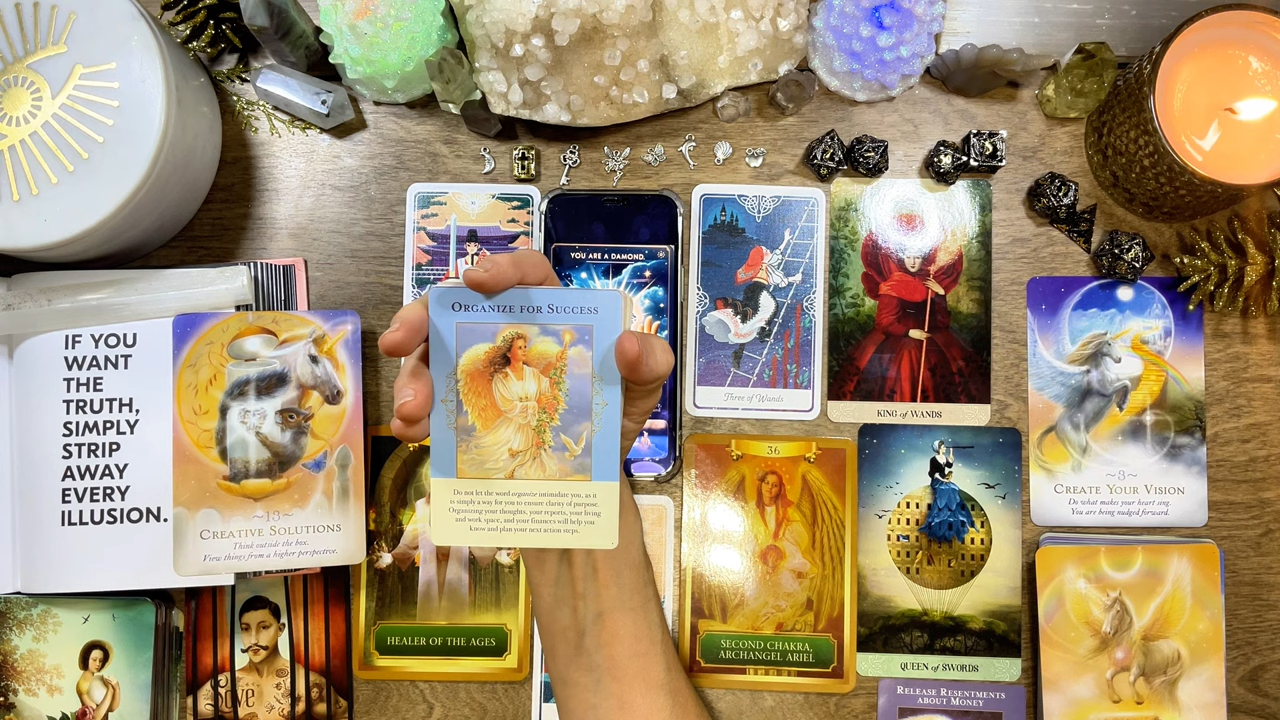 YOU ARE A DAMOND.
ORGANIZE FOR SUCCESS
Do not let the word organize intimidate you, as it
is simply a way for you to ensure clarity of purpose.
Organizing your thoughts, your reports, your living
and work space, and your finances will help you
know and plan your next action steps.
IF YOU
WANT
THE
TRUTH,
SIMPLY
STRIP
AWAY
EVERY
ILLUSION.
~13~
CREATIVE SOLUTIONS
Think outside the box.
View things from a higher perspective.
Three of Wands
KING of WANDS
~3~
CREATE YOUR VISION
Do what makes your heart sing.
You are being nudged forward.
HEALER OF THE AGES
36
SECOND CHAKRA,
ARCHANGEL ARIEL
QUEEN of SWORDS
RELEASE RESENTMENTS
ABOUT MONEY
Love